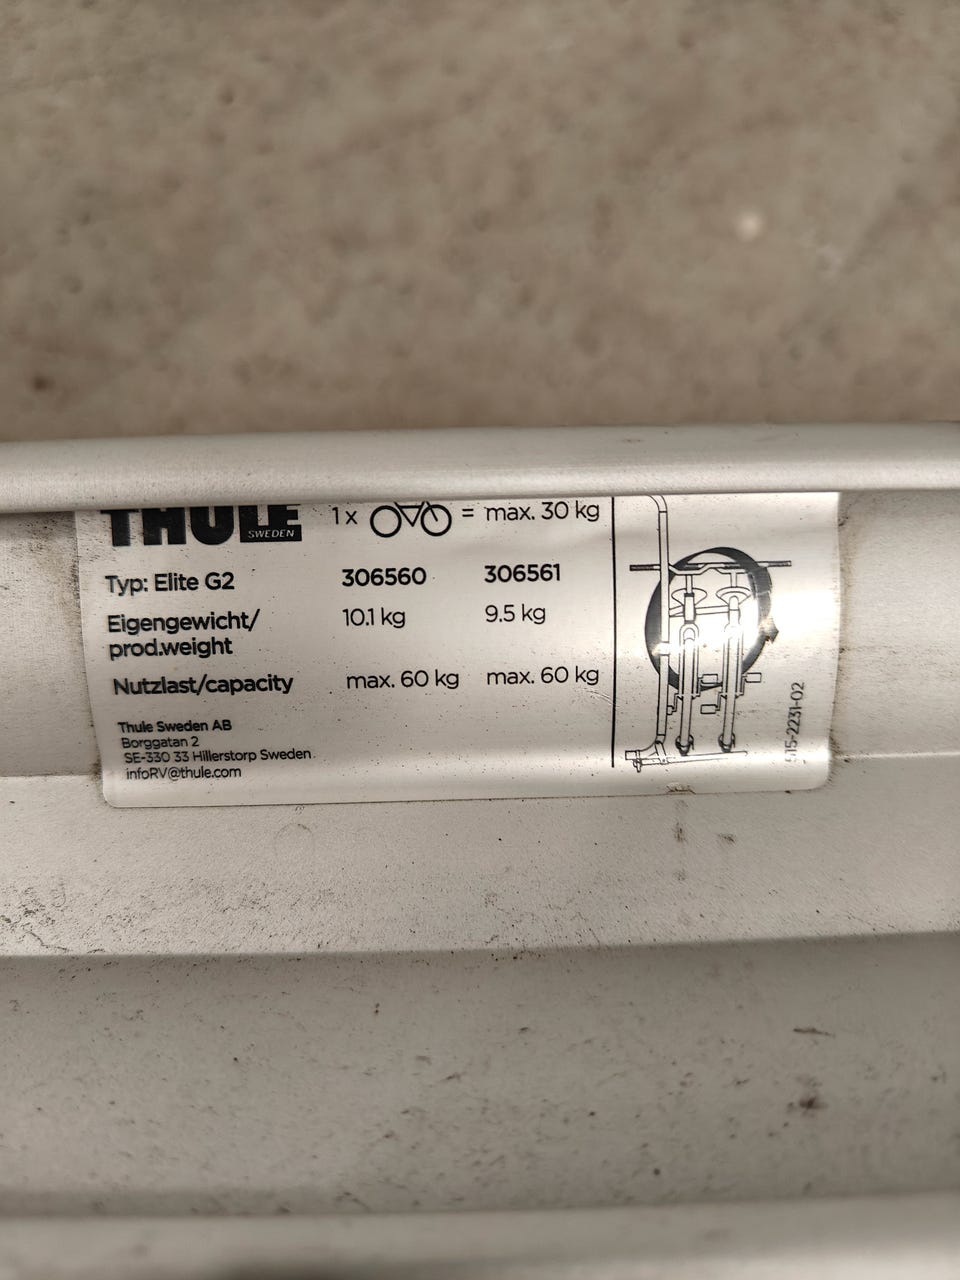 THULE
SWEDEN
1 x = max. 30 kg
Typ: Elite G2 306560 306561
Eigengewicht/ 10.1 kg 9.5 kg
prod.weight
Nutzlast/capacity max. 60 kg max. 60 kg
Thule Sweden AB
Borggatan 2
SE-330 33 Hillerstorp Sweden
infoRV@thule.com
515-2231-02